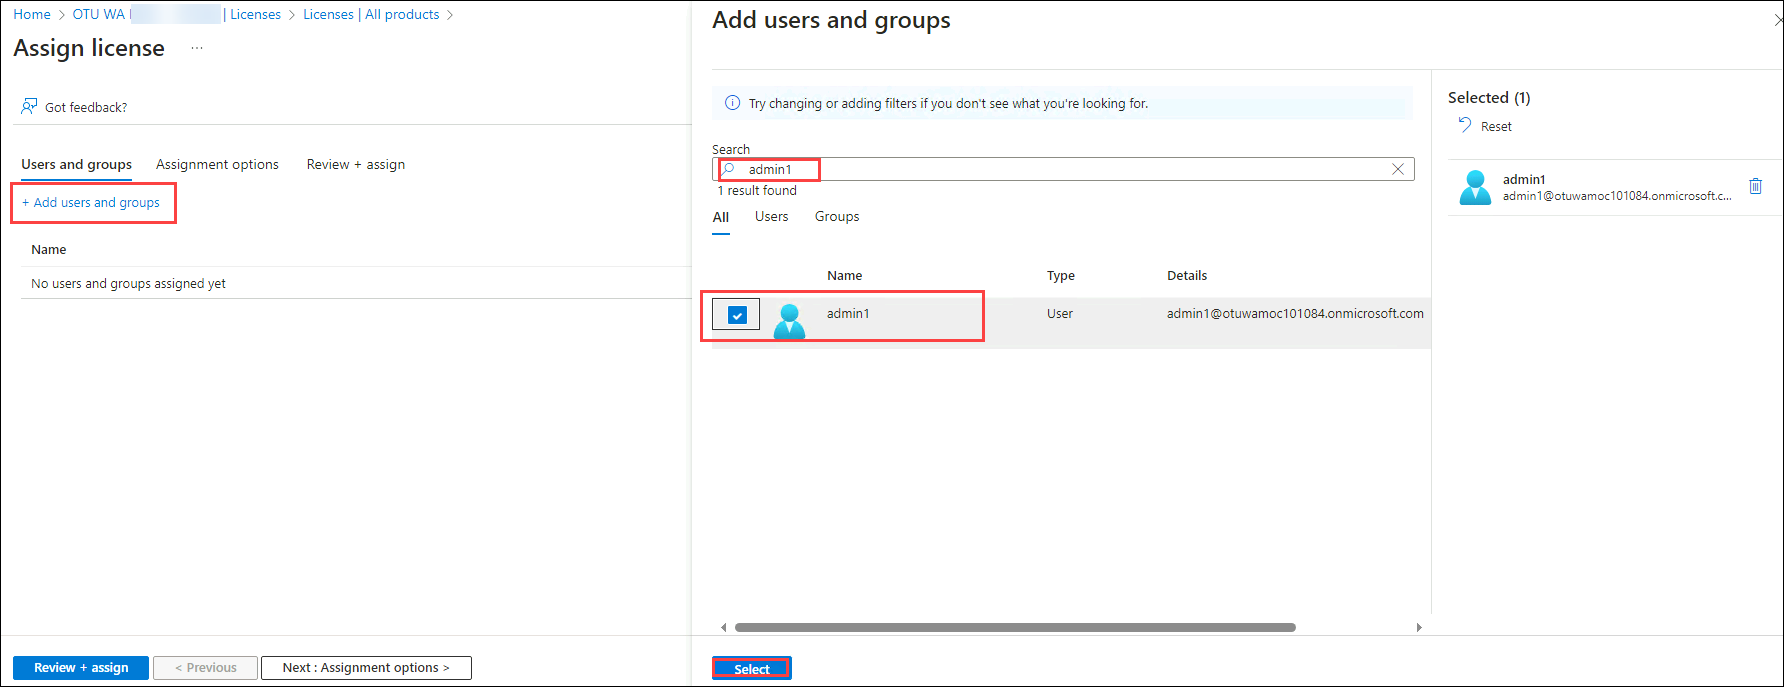 Home > OTU WA | Licenses > Licenses | All products >
Assign license ...
Got feedback?
Users and groups Assignment options Review + assign
+ Add users and groups
Name
No users and groups assigned yet
Review + assign < Previous Next : Assignment options >
Add users and groups
Try changing or adding filters if you don't see what you're looking for.
Search
admin1
1 result found
All Users Groups
Name Type Details
admin1 User admin1@otuwamoc101084.onmicrosoft.com
Select
Selected (1)
Reset
admin1
admin1@otuwamoc101084.onmicrosoft.c...